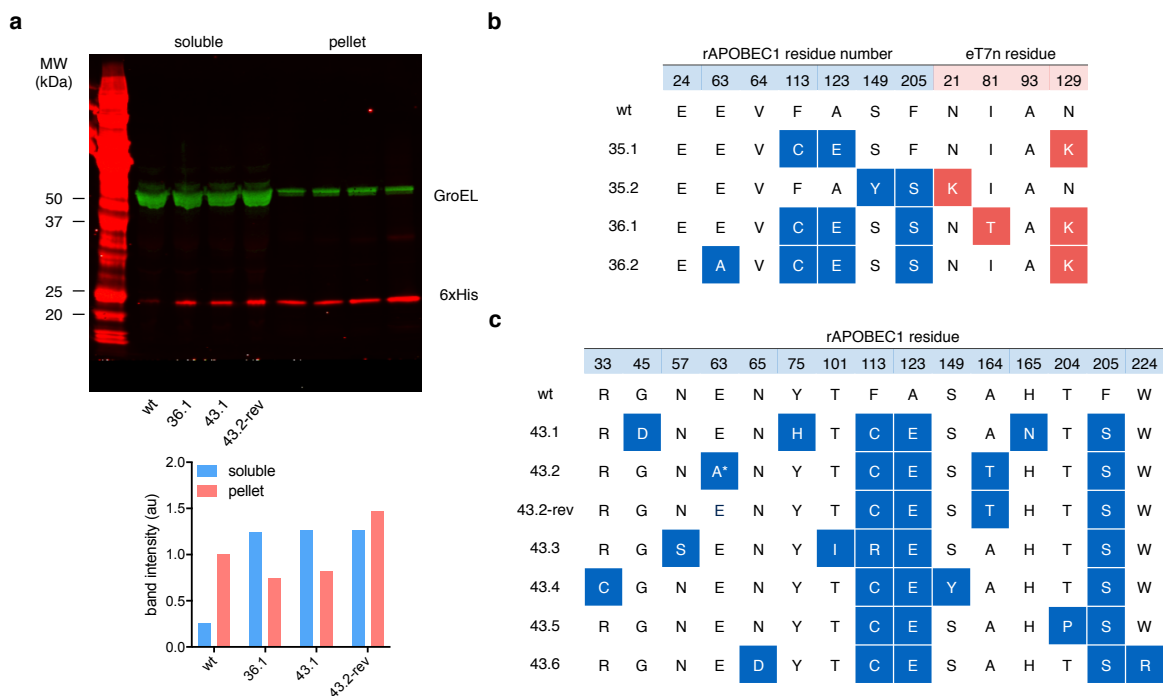 a
soluble pellet
MW
(kDa)
50
37
25
20
GroEL
6xHis
wt 36.1 43.1 43.2-rev
2.0
1.5
1.0
0.5
0.0
band intensity (au)
soluble
pellet
wt 36.1 43.1 43.2-rev
b
rAPOBEC1 residue number eT7n residue
24 63 64 113 123 149 205 21 81 93 129
wt E E V F A S F N I A N
35.1 E E V C E S F N I A K
35.2 E E V F A Y S K I A N
36.1 E E V C E S S N T A K
36.2 E A V C E S S N I A K
c
rAPOBEC1 residue
33 45 57 63 65 75 101 113 123 149 164 165 204 205 224
wt R G N E N Y T F A S A H T F W
43.1 R D N E N H T C E S A N T S W
43.2 R G N A* N Y T C E S T H T S W
43.2-rev R G N E N Y T C E S T H T S W
43.3 R G S E N Y I R E S A H T S W
43.4 C G N E N Y T C E Y A H T S W
43.5 R G N E N Y T C E S A H P S W
43.6 R G N E D Y T C E S A H T S R